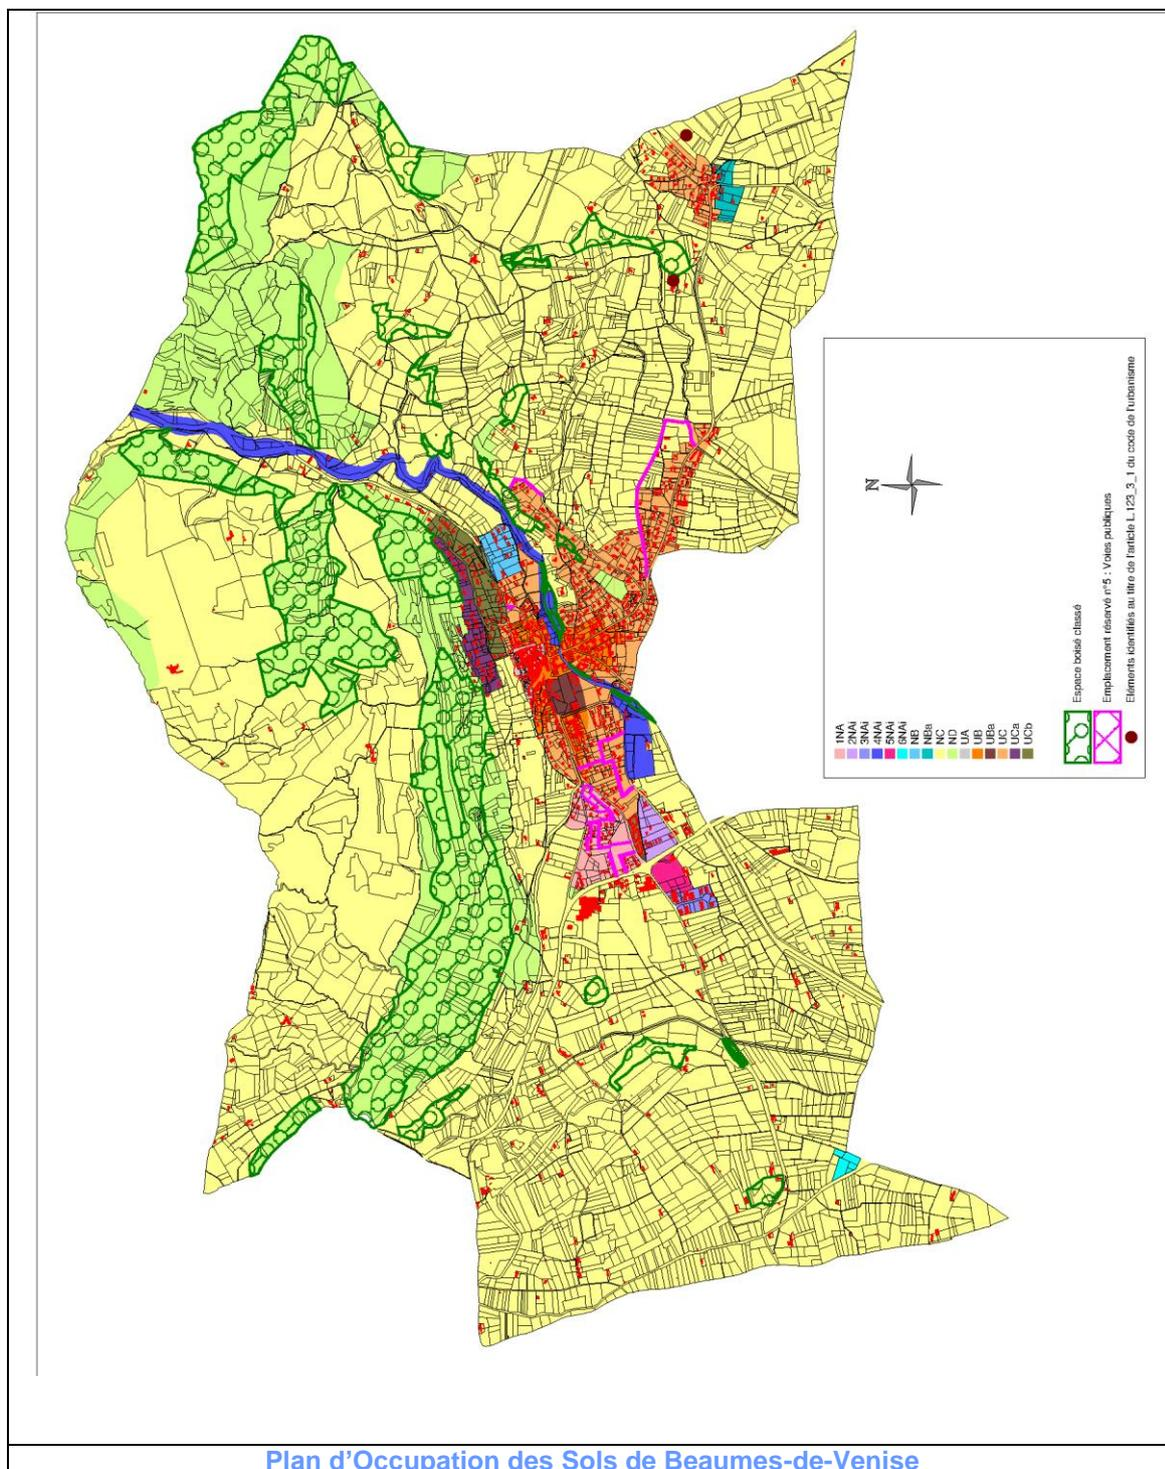 N
1NA
2NAi
3NAi
4NAi
5NAi
6NAi
NB
NBa
NC
ND
UA
UB
UBa
UC
UCa
UCb
Espace boisé classé
Emplacement réservé n°5 : Voies publiques
Eléments identifiés au titre de l'article L.123_3_1 du code de l'urbanisme
Plan d'Occupation des Sols de Beaumes-de-Venise